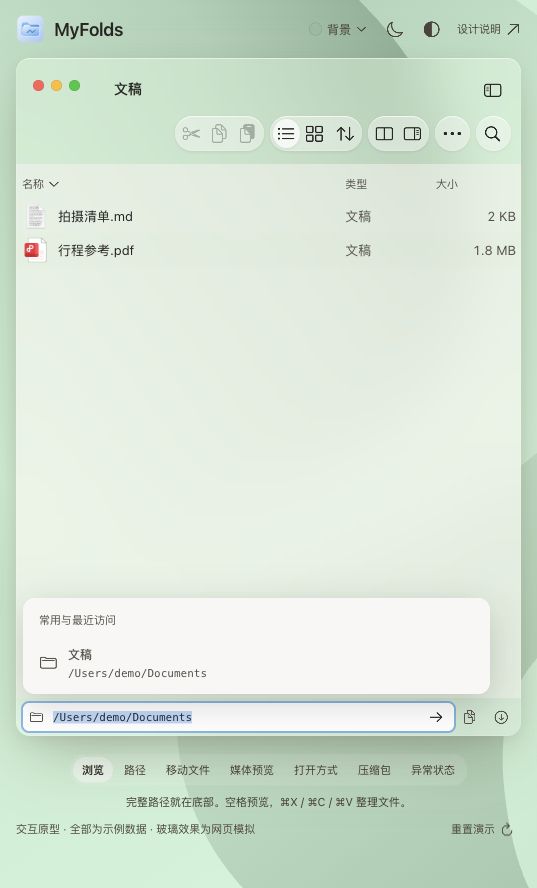 MyFolds 背景 设计说明
文稿
名称 类型 大小
拍摄清单.md 文稿 2 KB
行程参考.pdf 文稿 1.8 MB
常用与最近访问
文稿
/Users/demo/Documents
/Users/demo/Documents
浏览 路径 移动文件 媒体预览 打开方式 压缩包 异常状态
完整路径就在底部。空格预览，⌘X / ⌘C / ⌘V 整理文件。
交互原型 · 全部为示例数据 · 玻璃效果为网页模拟 重置演示